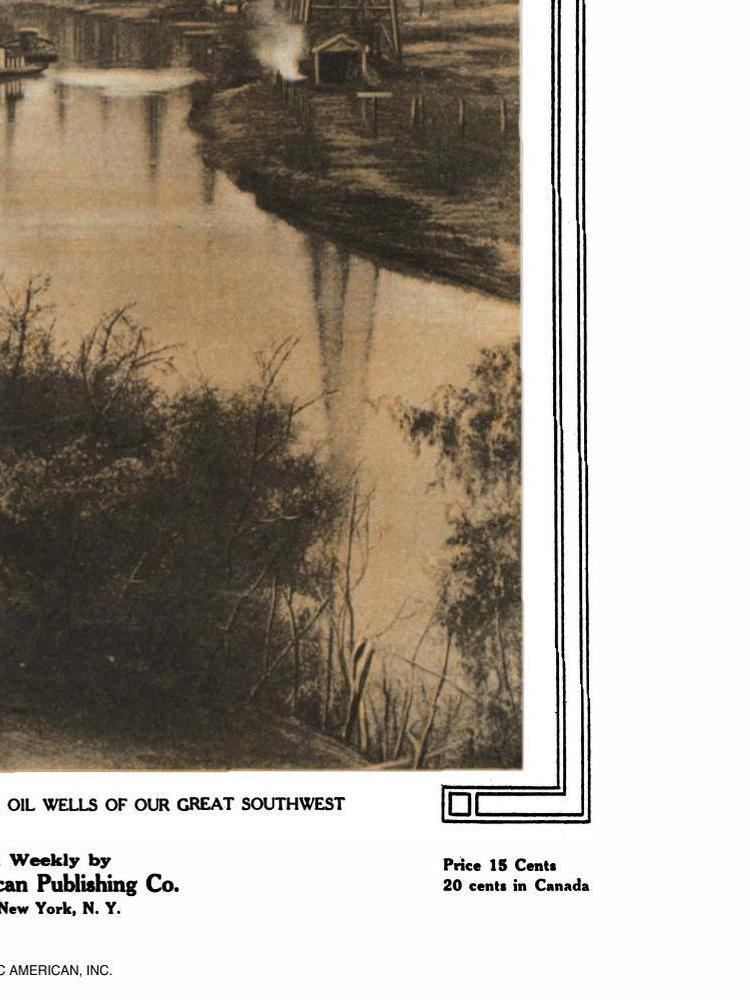 OIL WELLS OF OUR GREAT SOUTHWEST
Weekly by
can Publishing Co.
New York, N. Y.
Price 15 Cents
20 cents in Canada
C AMERICAN, INC.